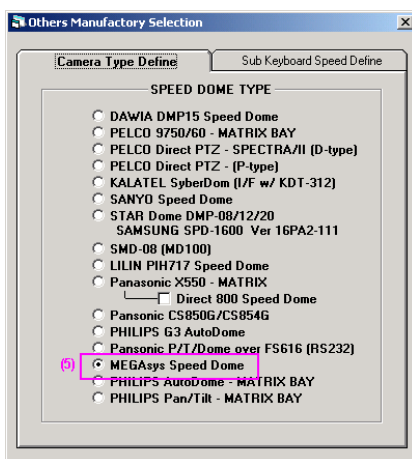 Others Manufactory Selection
Camera Type Define
Sub Keyboard Speed Define
SPEED DOME TYPE
DAWIA DMP15 Speed Dome
PELCO 9750/60 - MATRIX BAY
PELCO Direct PTZ - SPECTRA/II (D-type)
PELCO Direct PTZ - (P-type)
KALATEL SyberDom (I/F w/ KDT-312)
SANYO Speed Dome
STAR Dome DMP-08/12/20
SAMSUNG SPD-1600 Ver 16PA2-111
SMD-08 (MD100)
LILIN PIH717 Speed Dome
Panasonic X550 - MATRIX
Direct 800 Speed Dome
Pansonic CS850G/CS854G
PHILIPS G3 AutoDome
Pansonic P/T/Dome over FS616 (RS232)
(5) MEGAsys Speed Dome
PHILIPS AutoDome - MATRIX BAY
PHILIPS Pan/Tilt - MATRIX BAY